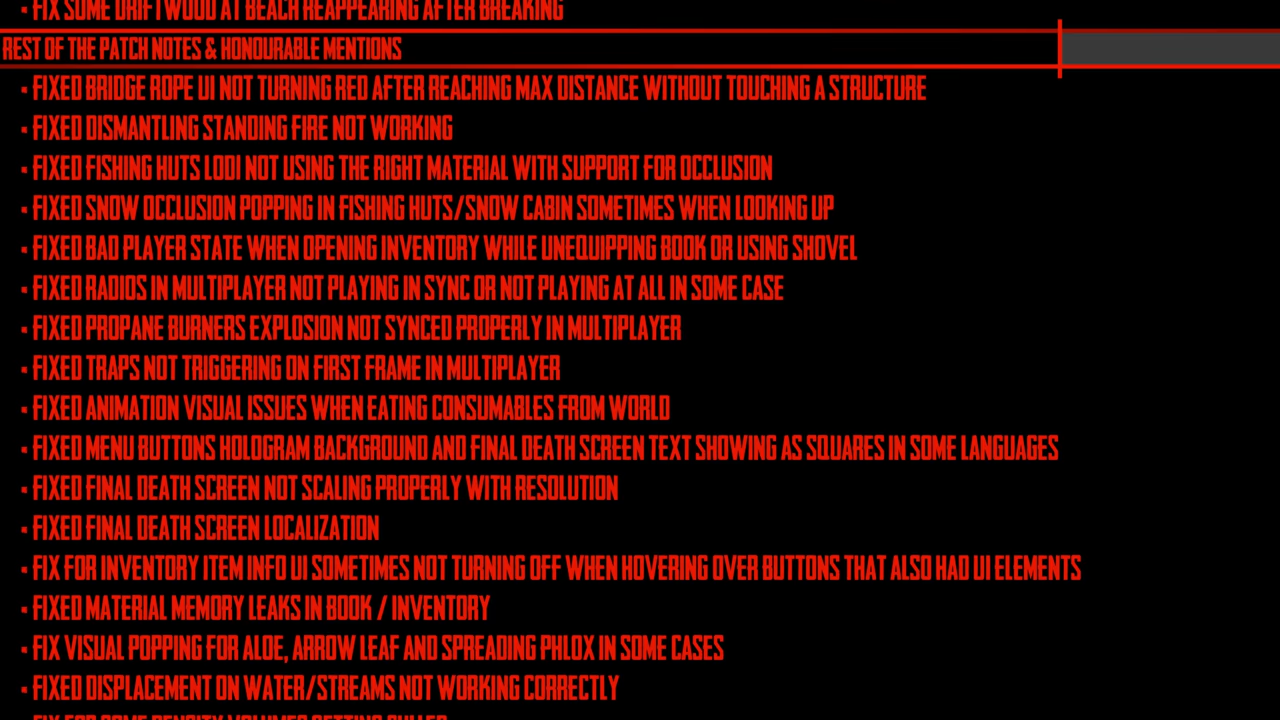 • FIX SOME DRIFTWOOD AT BEACH REAPPEARING AFTER BREAKING
REST OF THE PATCH NOTES & HONOURABLE MENTIONS
• FIXED BRIDGE ROPE UI NOT TURNING RED AFTER REACHING MAX DISTANCE WITHOUT TOUCHING A STRUCTURE
• FIXED DISMANTLING STANDING FIRE NOT WORKING
• FIXED FISHING HUTS LOD1 NOT USING THE RIGHT MATERIAL WITH SUPPORT FOR OCCLUSION
• FIXED SNOW OCCLUSION POPPING IN FISHING HUTS/SNOW CABIN SOMETIMES WHEN LOOKING UP
• FIXED BAD PLAYER STATE WHEN OPENING INVENTORY WHILE UNEQUIPPING BOOK OR USING SHOVEL
• FIXED RADIOS IN MULTIPLAYER NOT PLAYING IN SYNC OR NOT PLAYING AT ALL IN SOME CASE
• FIXED PROPANE BURNERS EXPLOSION NOT SYNCED PROPERLY IN MULTIPLAYER
• FIXED TRAPS NOT TRIGGERING ON FIRST FRAME IN MULTIPLAYER
• FIXED ANIMATION VISUAL ISSUES WHEN EATING CONSUMABLES FROM WORLD
• FIXED MENU BUTTONS HOLOGRAM BACKGROUND AND FINAL DEATH SCREEN TEXT SHOWING AS SQUARES IN SOME LANGUAGES
• FIXED FINAL DEATH SCREEN NOT SCALING PROPERLY WITH RESOLUTION
• FIXED FINAL DEATH SCREEN LOCALIZATION
• FIX FOR INVENTORY ITEM INFO UI SOMETIMES NOT TURNING OFF WHEN HOVERING OVER BUTTONS THAT ALSO HAD UI ELEMENTS
• FIXED MATERIAL MEMORY LEAKS IN BOOK / INVENTORY
• FIX VISUAL POPPING FOR ALOE, ARROW LEAF AND SPREADING PHLOX IN SOME CASES
• FIXED DISPLACEMENT ON WATER/STREAMS NOT WORKING CORRECTLY